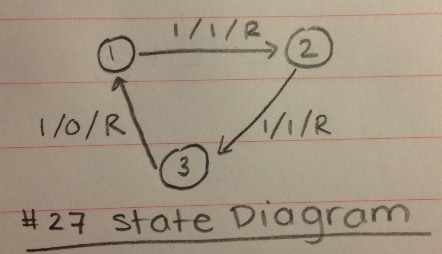 1/1/R
1
2
1/0/R
1/1/R
3
#27 State Diagram